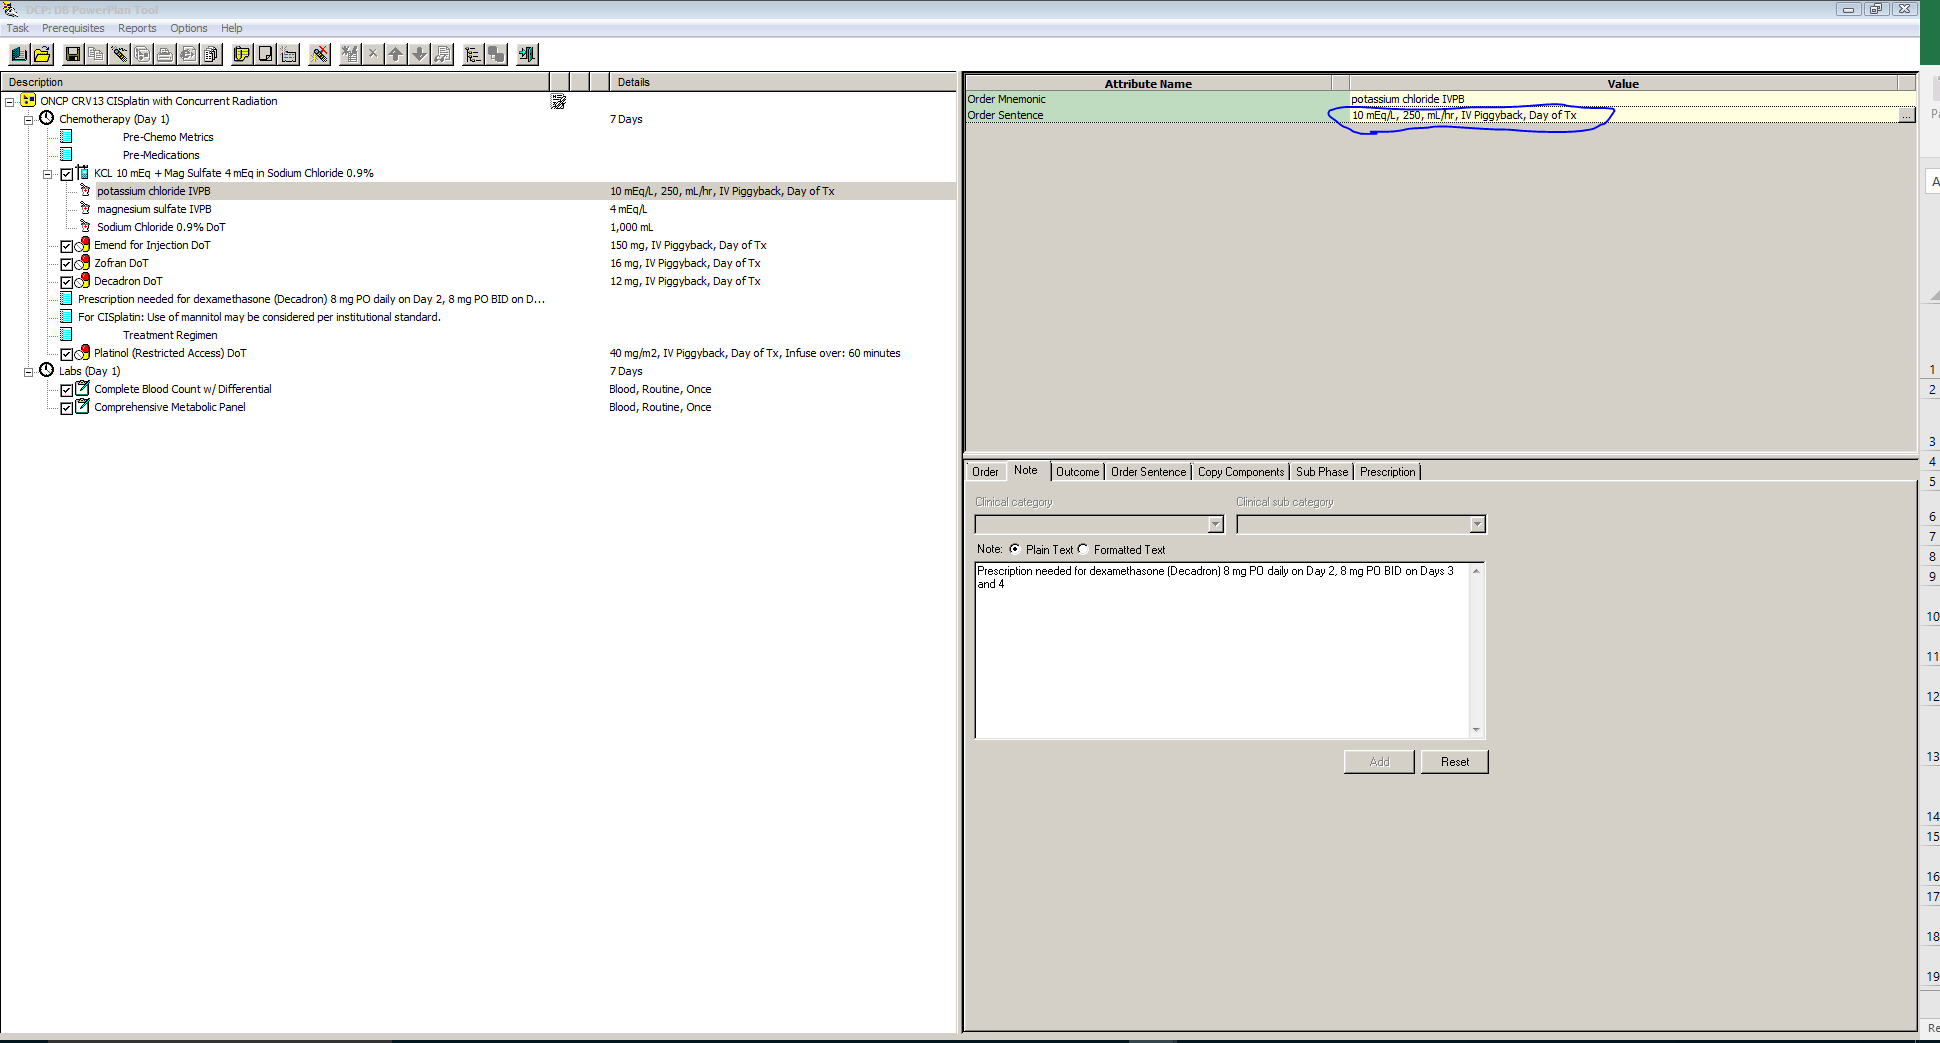 DCP: DB PowerPlan Tool
Task Prerequisites Reports Options Help
Description Details
ONCP CRV13 CISplatin with Concurrent Radiation
Chemotherapy (Day 1) 7 Days
Pre-Chemo Metrics
Pre-Medications
KCL 10 mEq + Mag Sulfate 4 mEq in Sodium Chloride 0.9%
potassium chloride IVPB 10 mEq/L, 250, mL/hr, IV Piggyback, Day of Tx
magnesium sulfate IVPB 4 mEq/L
Sodium Chloride 0.9% DoT 1,000 mL
Emend for Injection DoT 150 mg, IV Piggyback, Day of Tx
Zofran DoT 16 mg, IV Piggyback, Day of Tx
Decadron DoT 12 mg, IV Piggyback, Day of Tx
Prescription needed for dexamethasone (Decadron) 8 mg PO daily on Day 2, 8 mg PO BID on D...
For CISplatin: Use of mannitol may be considered per institutional standard.
Treatment Regimen
Platinol (Restricted Access) DoT 40 mg/m2, IV Piggyback, Day of Tx, Infuse over: 60 minutes
Labs (Day 1) 7 Days
Complete Blood Count w/ Differential Blood, Routine, Once
Comprehensive Metabolic Panel Blood, Routine, Once
Attribute Name Value
Order Mnemonic potassium chloride IVPB
Order Sentence 10 mEq/L, 250, mL/hr, IV Piggyback, Day of Tx ...
Order Note Outcome Order Sentence Copy Components Sub Phase Prescription
Clinical category Clinical sub category
Note: Plain Text Formatted Text
Prescription needed for dexamethasone (Decadron) 8 mg PO daily on Day 2, 8 mg PO BID on Days 3
and 4
Add Reset
A
1
2
3
4
5
6
7
8
9
10
11
12
13
14
15
16
17
18
19
Re